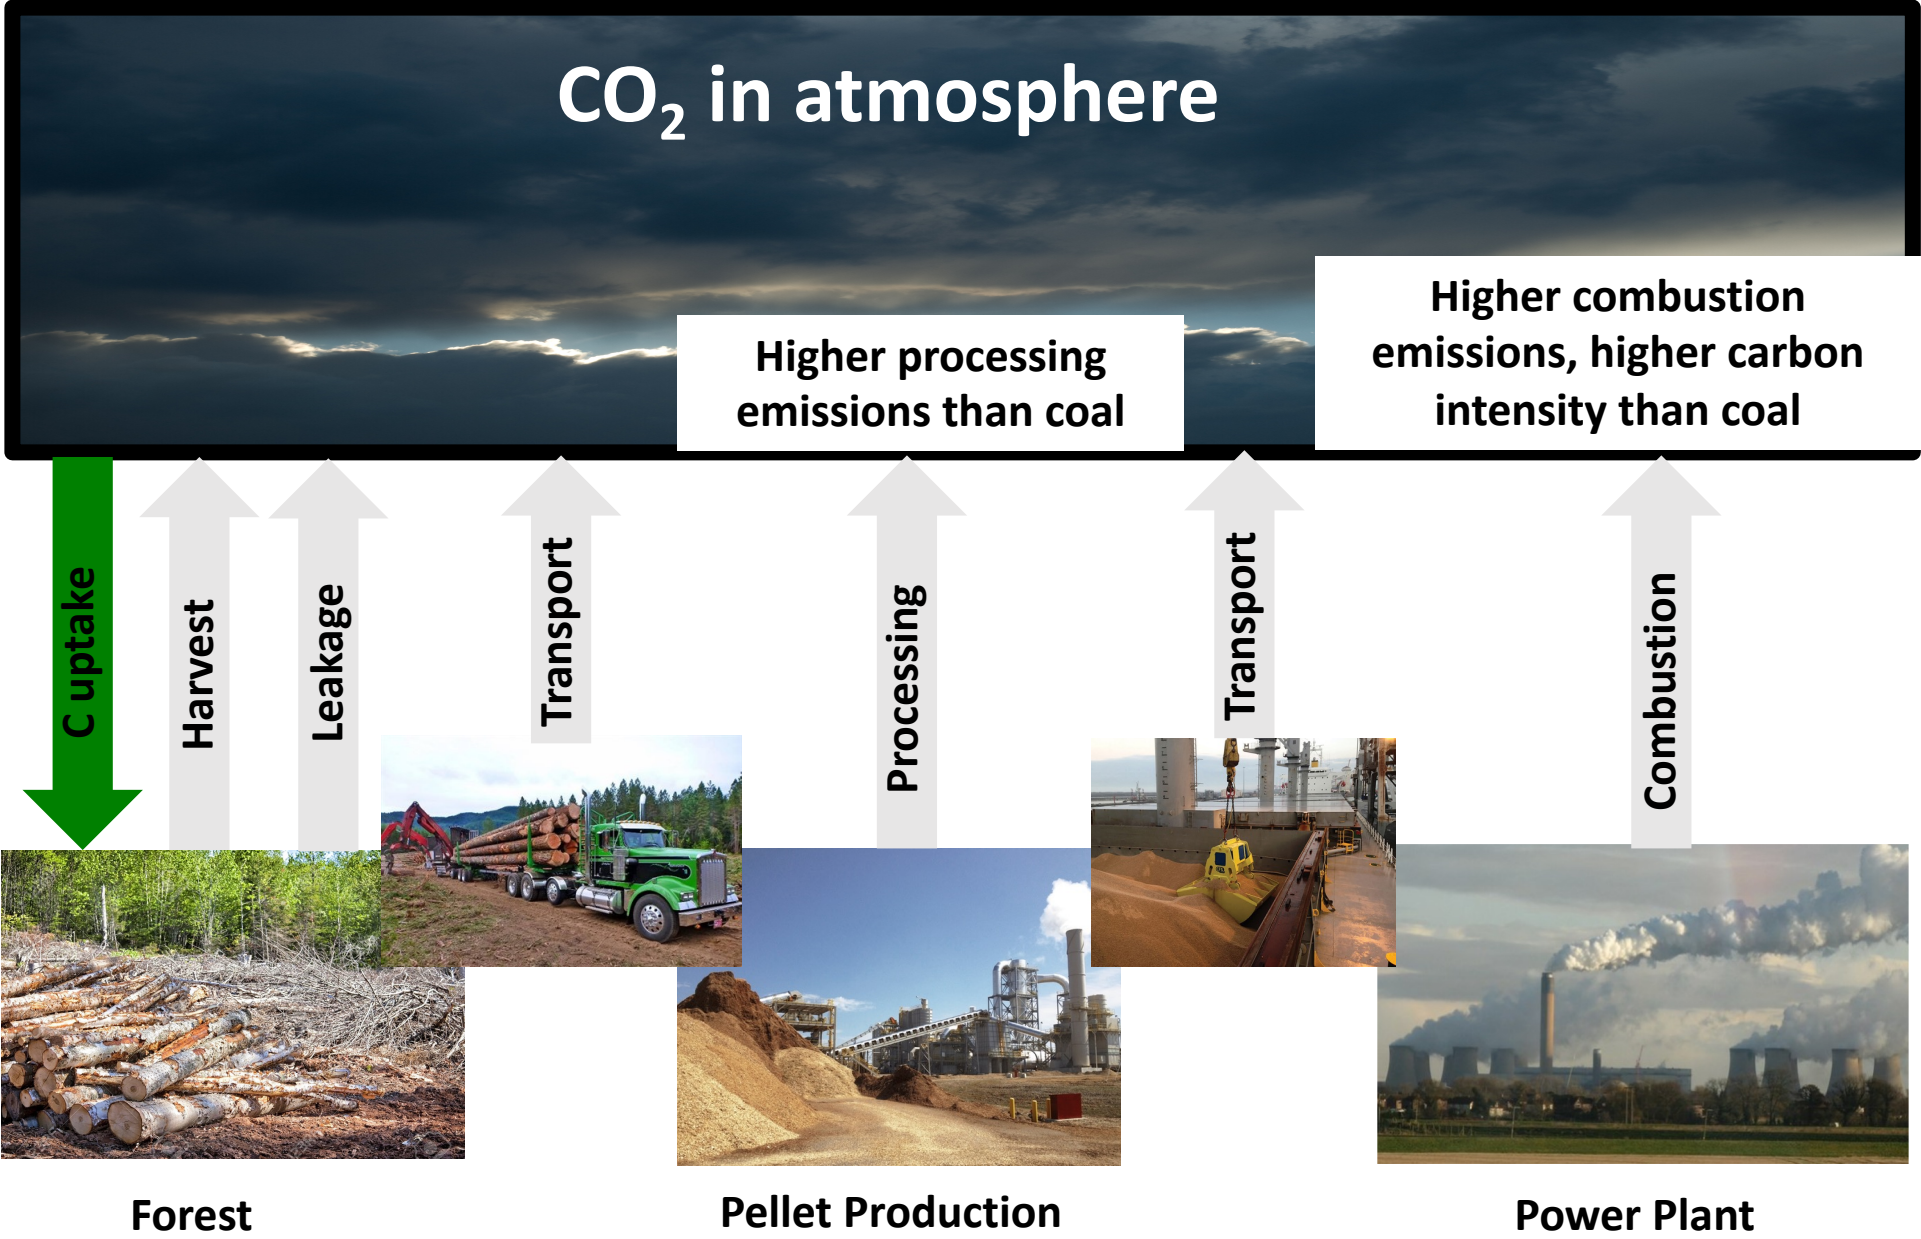 CO₂ in atmosphere
Higher processing
emissions than coal
Higher combustion
emissions, higher carbon
intensity than coal
C uptake
Harvest
Leakage
Transport
Processing
Transport
Combustion
Forest
Pellet Production
Power Plant